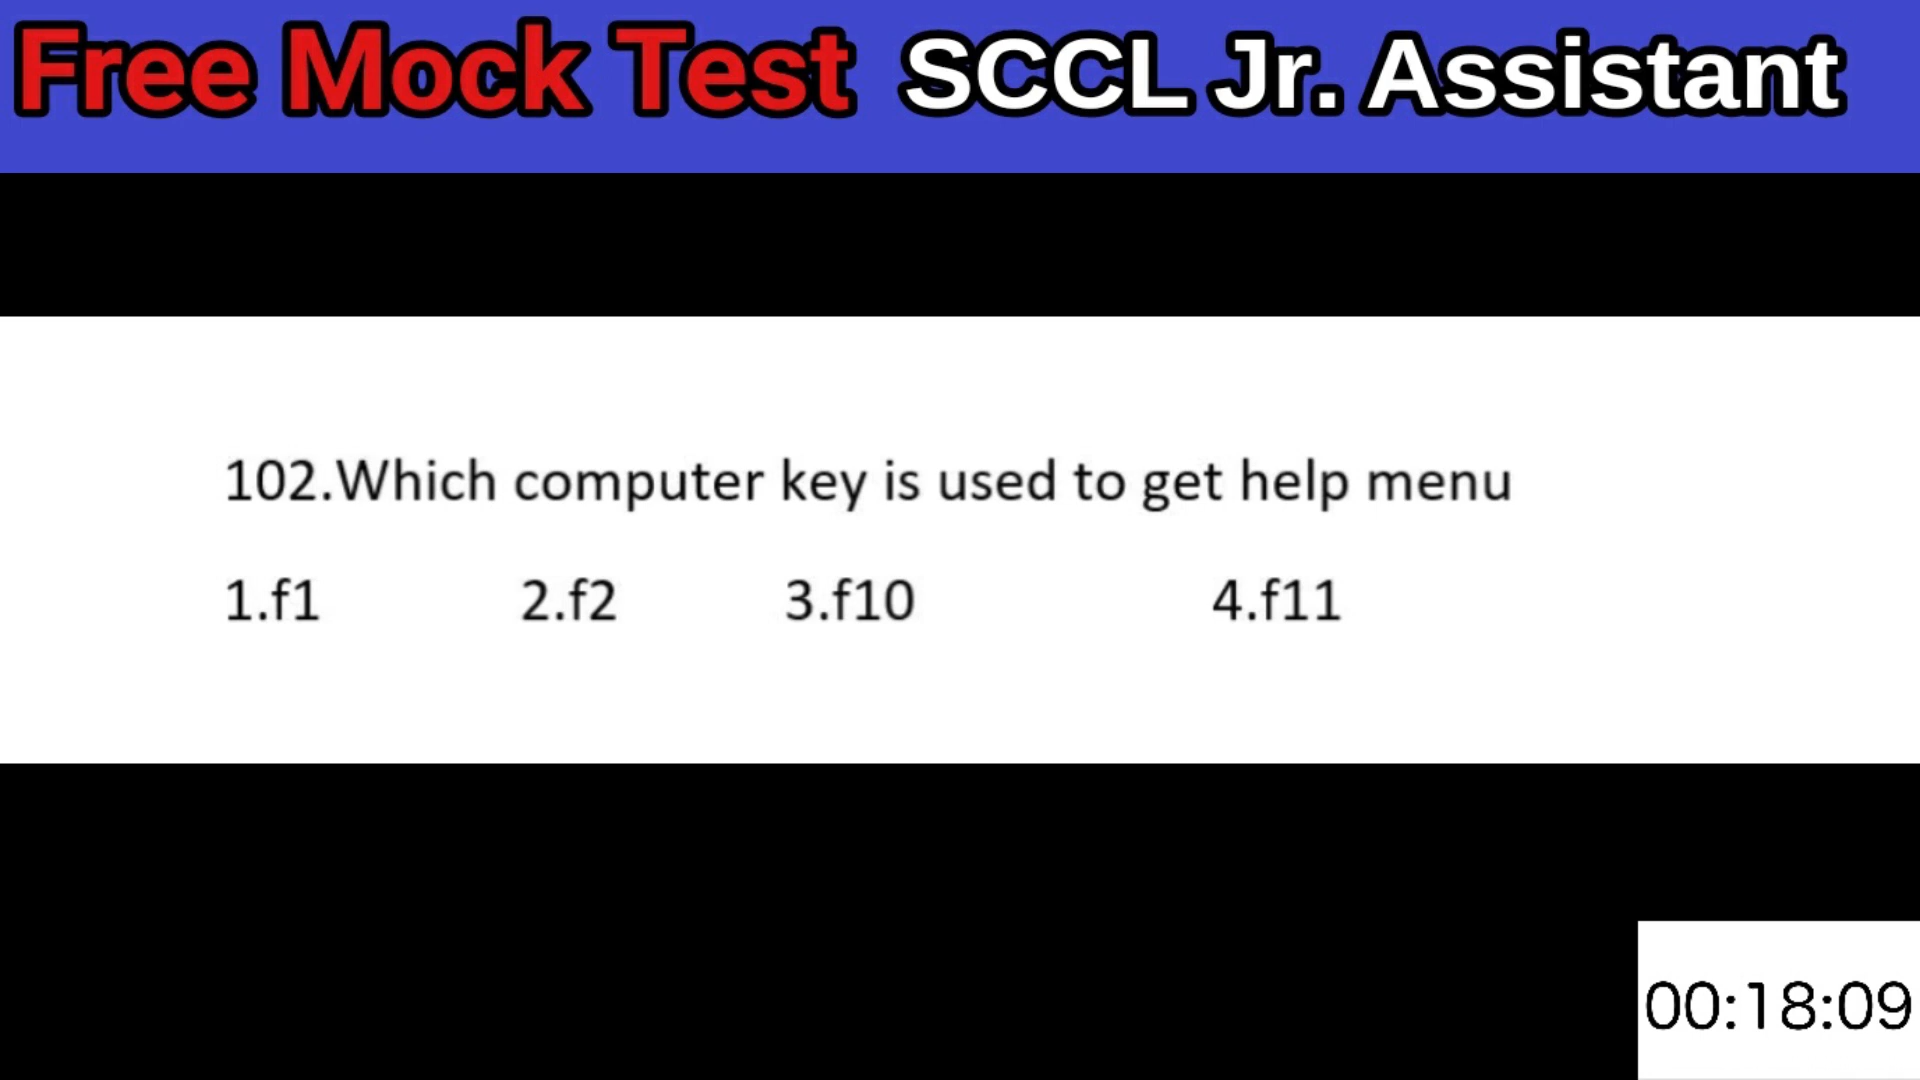 Free Mock Test SCCL Jr. Assistant
102.Which computer key is used to get help menu
1.f1 2.f2 3.f10 4.f11
00:18:09